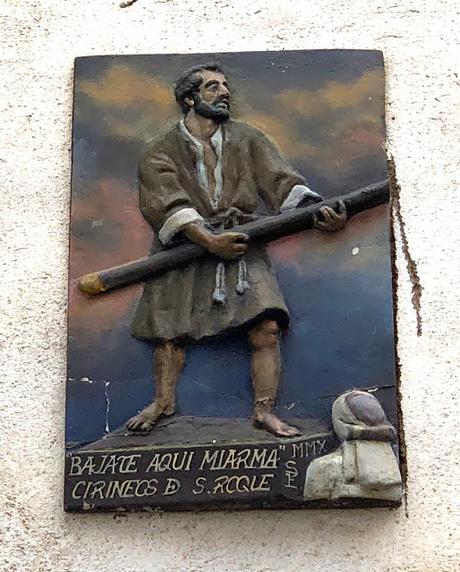 "BAJATE AQUI MIARMA" MMX
CIRINEOS D S. ROQUE